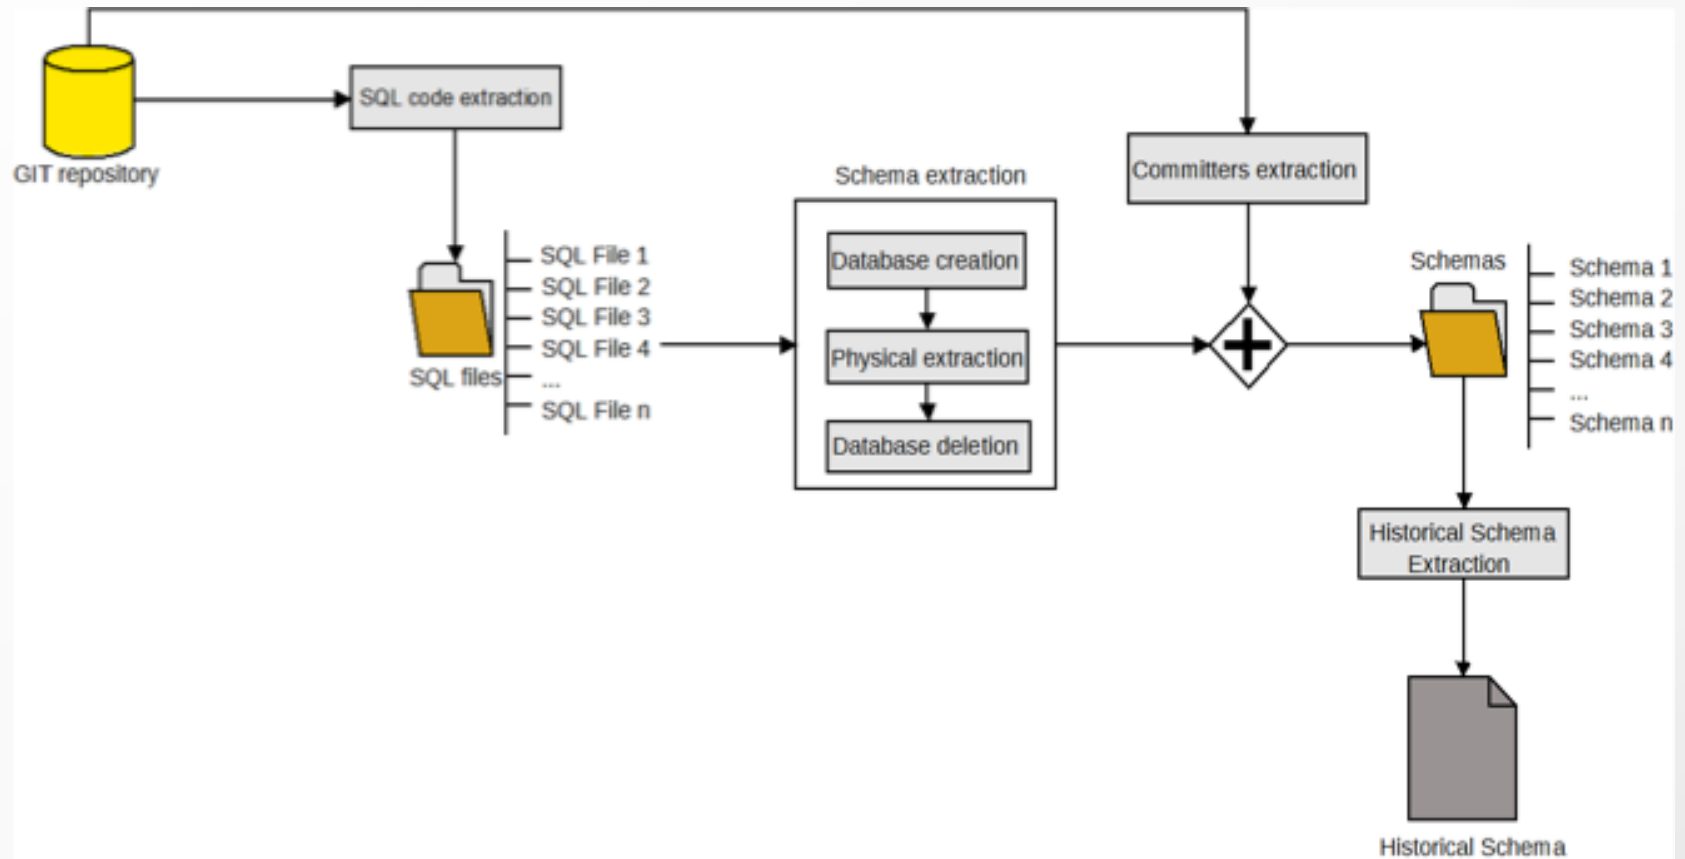 SQL code extraction
GIT repository
Committers extraction
Schema extraction
SQL File 1
SQL File 2
SQL File 3
SQL File 4
...
SQL File n
SQL files
Database creation
Physical extraction
Database deletion
Schemas
Schema 1
Schema 2
Schema 3
Schema 4
...
Schema n
Historical Schema
Extraction
Historical Schema